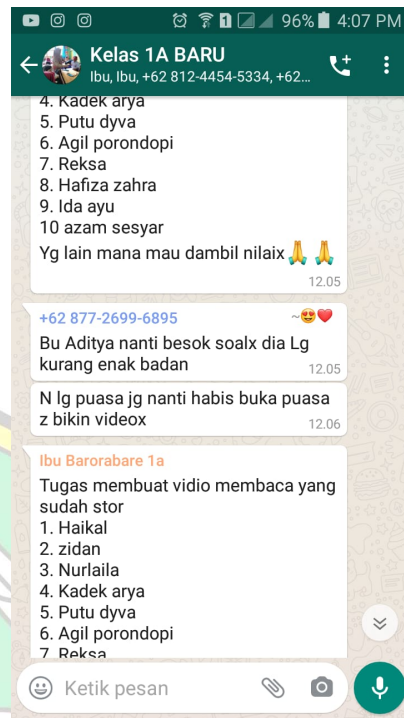 96% 4:07 PM
Kelas 1A BARU
Ibu, Ibu, +62 812-4454-5334, +62...
4. Kadek arya
5. Putu dyva
6. Agil porondopi
7. Reksa
8. Hafiza zahra
9. Ida ayu
10 azam sesyar
Yg lain mana mau dambil nilaix🙏 🙏
12.05
+62 877-2699-6895 ~😍❤️
Bu Aditya nanti besok soalx dia Lg
kurang enak badan
12.05
N lg puasa jg nanti habis buka puasa
z bikin videox
12.06
Ibu Barorabare 1a
Tugas membuat vidio membaca yang
sudah stor
1. Haikal
2. zidan
3. Nurlaila
4. Kadek arya
5. Putu dyva
6. Agil porondopi
7. Reksa
Ketik pesan